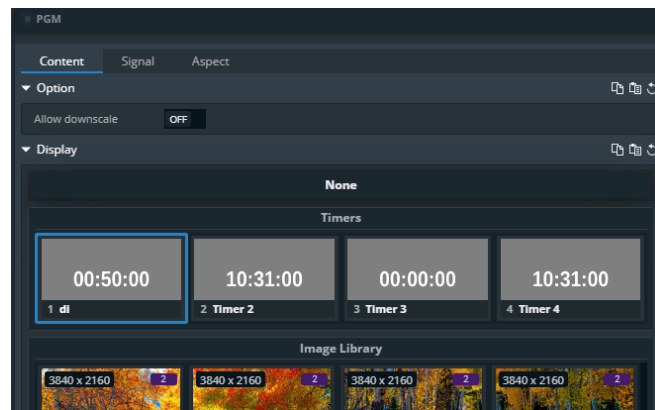 PGM
Content Signal Aspect
Option
Allow downscale OFF
Display
None
Timers
00:50:00 10:31:00 00:00:00 10:31:00
1 di 2 Timer 2 3 Timer 3 4 Timer 4
Image Library
3840 x 2160 2 3840 x 2160 2 3840 x 2160 2 3840 x 2160 2